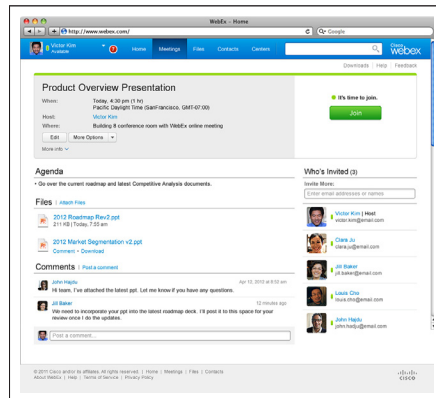 WebEx – Home
http://www.webex.com/
Google
Victor Kim
Available
Home
Meetings
Files
Contacts
Centers
Cisco
webex
Downloads | Help | Feedback
Product Overview Presentation
When: Today, 4:30 pm (1 hr)
Pacific Daylight Time (SanFrancisco, GMT-07:00)
Host: Victor Kim
Where: Building 8 conference room with WebEx online meeting
Edit
More Options
More info
It's time to join.
Join
Agenda
• Go over the current roadmap and latest Competitive Analysis documents.
Files | Attach Files
2012 Roadmap Rev2.ppt
211 KB | Today, 7:55 am
2012 Market Segmentation v2.ppt
Comment • Download
Comments | Post a comment
John Hajdu
Apr 12, 2012 at 8:32 am
Hi team, I've attached the latest ppt. Let me know if you have any questions.
Jill Baker
12 minutes ago
We need to incorporate your ppt into the latest roadmap deck. I'll post it to this space for your
review once I do the updates.
Post a comment...
Who's Invited (3)
Invite More:
Enter email addresses or names
Victor Kim | Host
victor.kim@email.com
Clara Ju
clara.ju@email.com
Jill Baker
jill.baker@email.com
Louis Cho
louis.cho@email.com
John Hajdu
john.hadju@email.com
© 2011 Cisco and/or its affiliates. All rights reserved. | Home | Meetings | Files | Contacts
About WebEx | Help | Terms of Service | Privacy Policy
CISCO